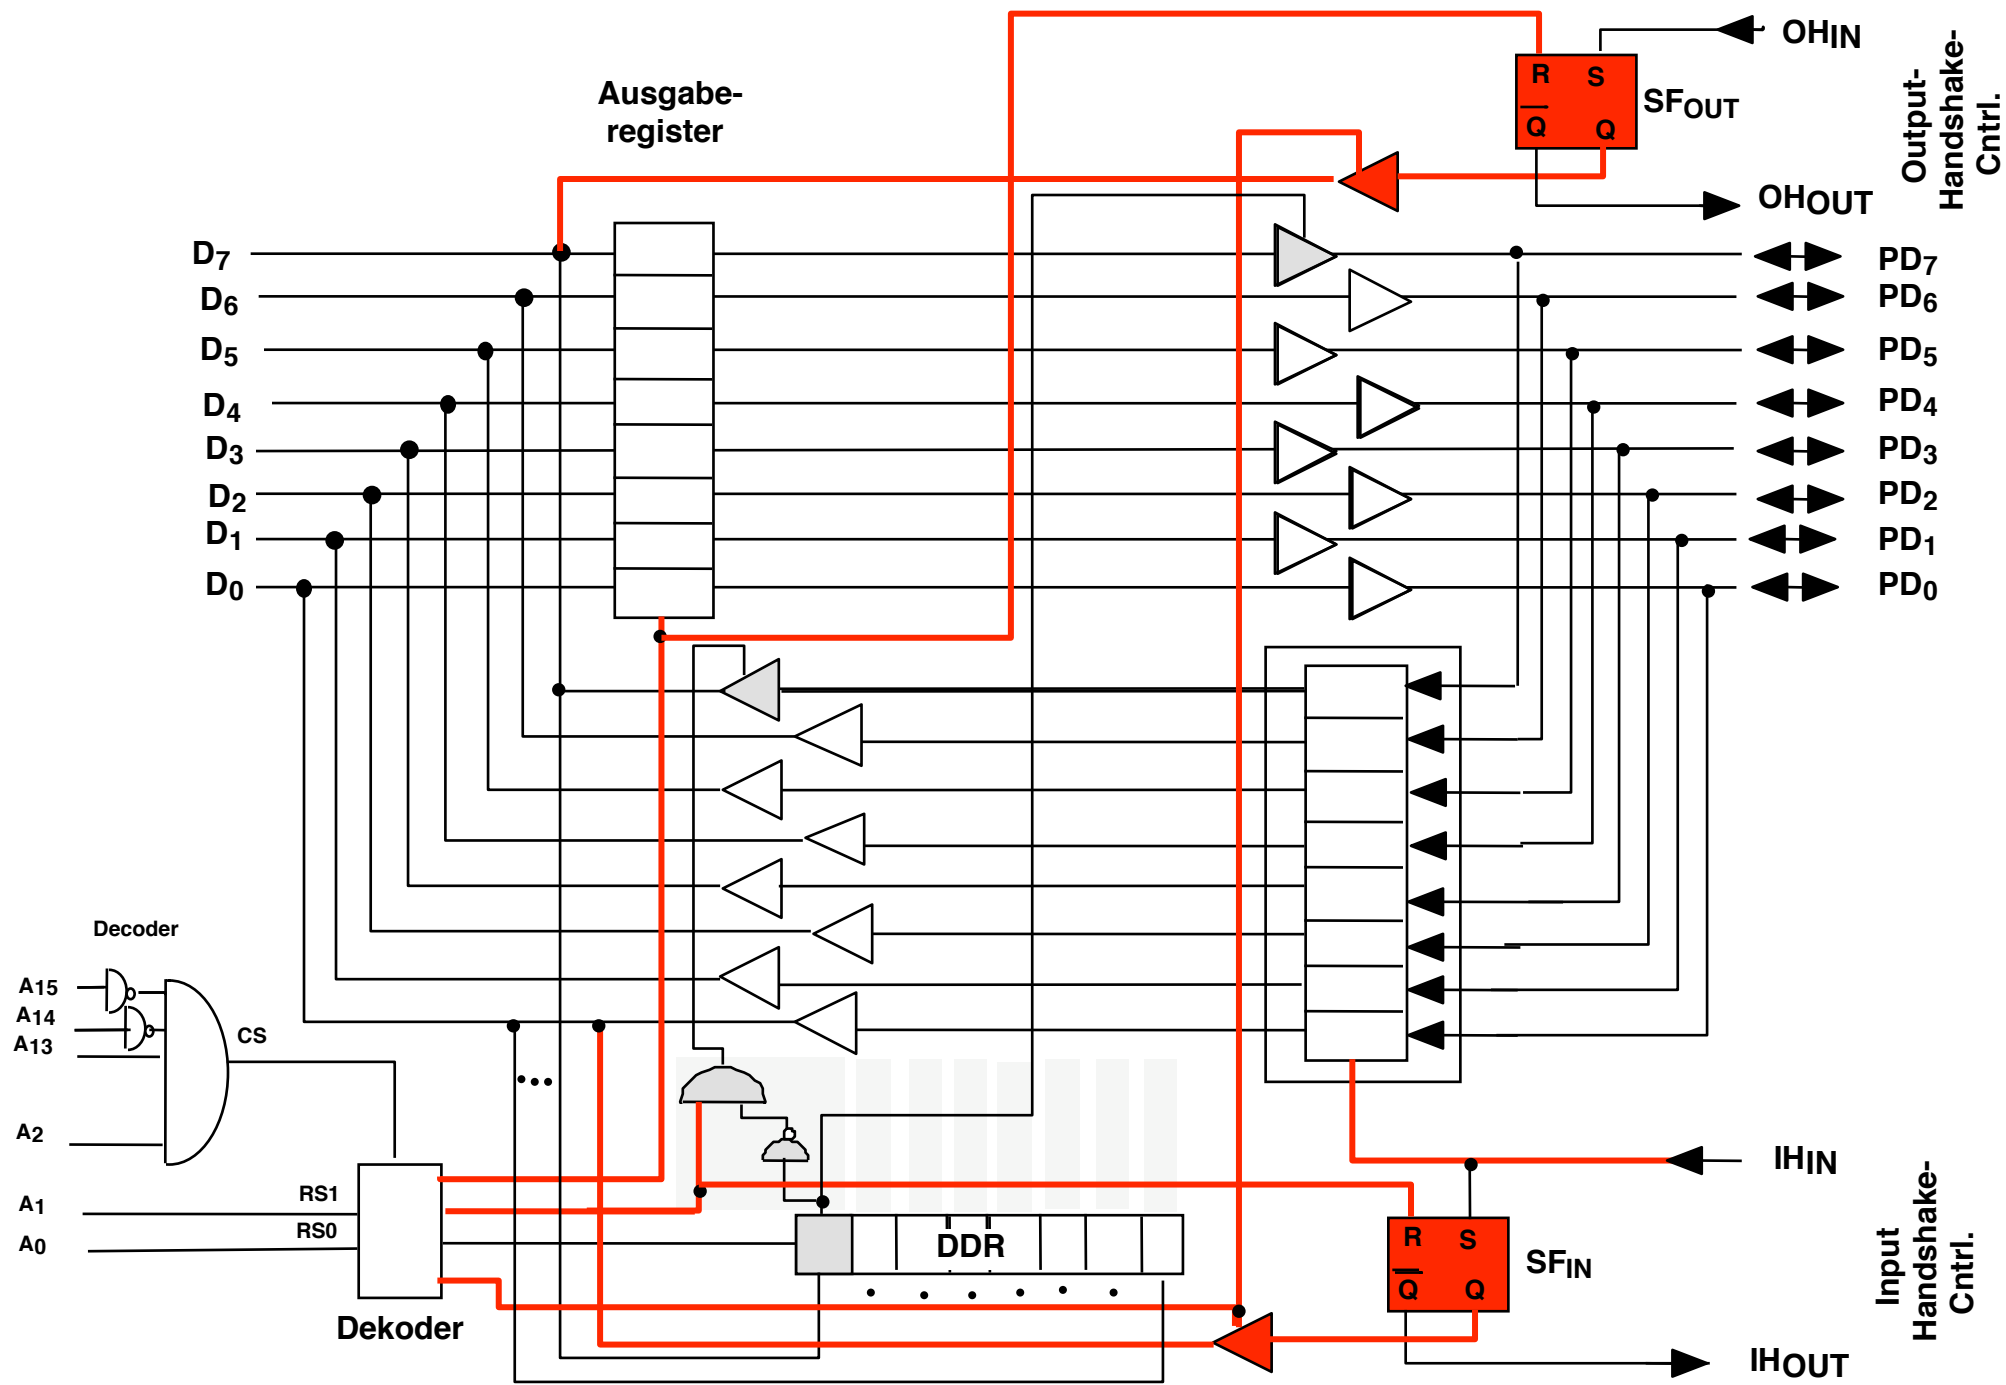 OHIN
R S
SFOUT
Q Q
Output-
Handshake-
Cntrl.
Ausgabe-
register
OHOUT
D7
PD7
D6
PD6
D5
PD5
D4
PD4
D3
PD3
D2
PD2
D1
PD1
D0
PD0
Decoder
A15
A14
A13
CS
A2
IHIN
A1
RS1
RS0
A0
DDR
R S
SFIN
Q Q
Input
Handshake-
Cntrl.
Dekoder
IHOUT